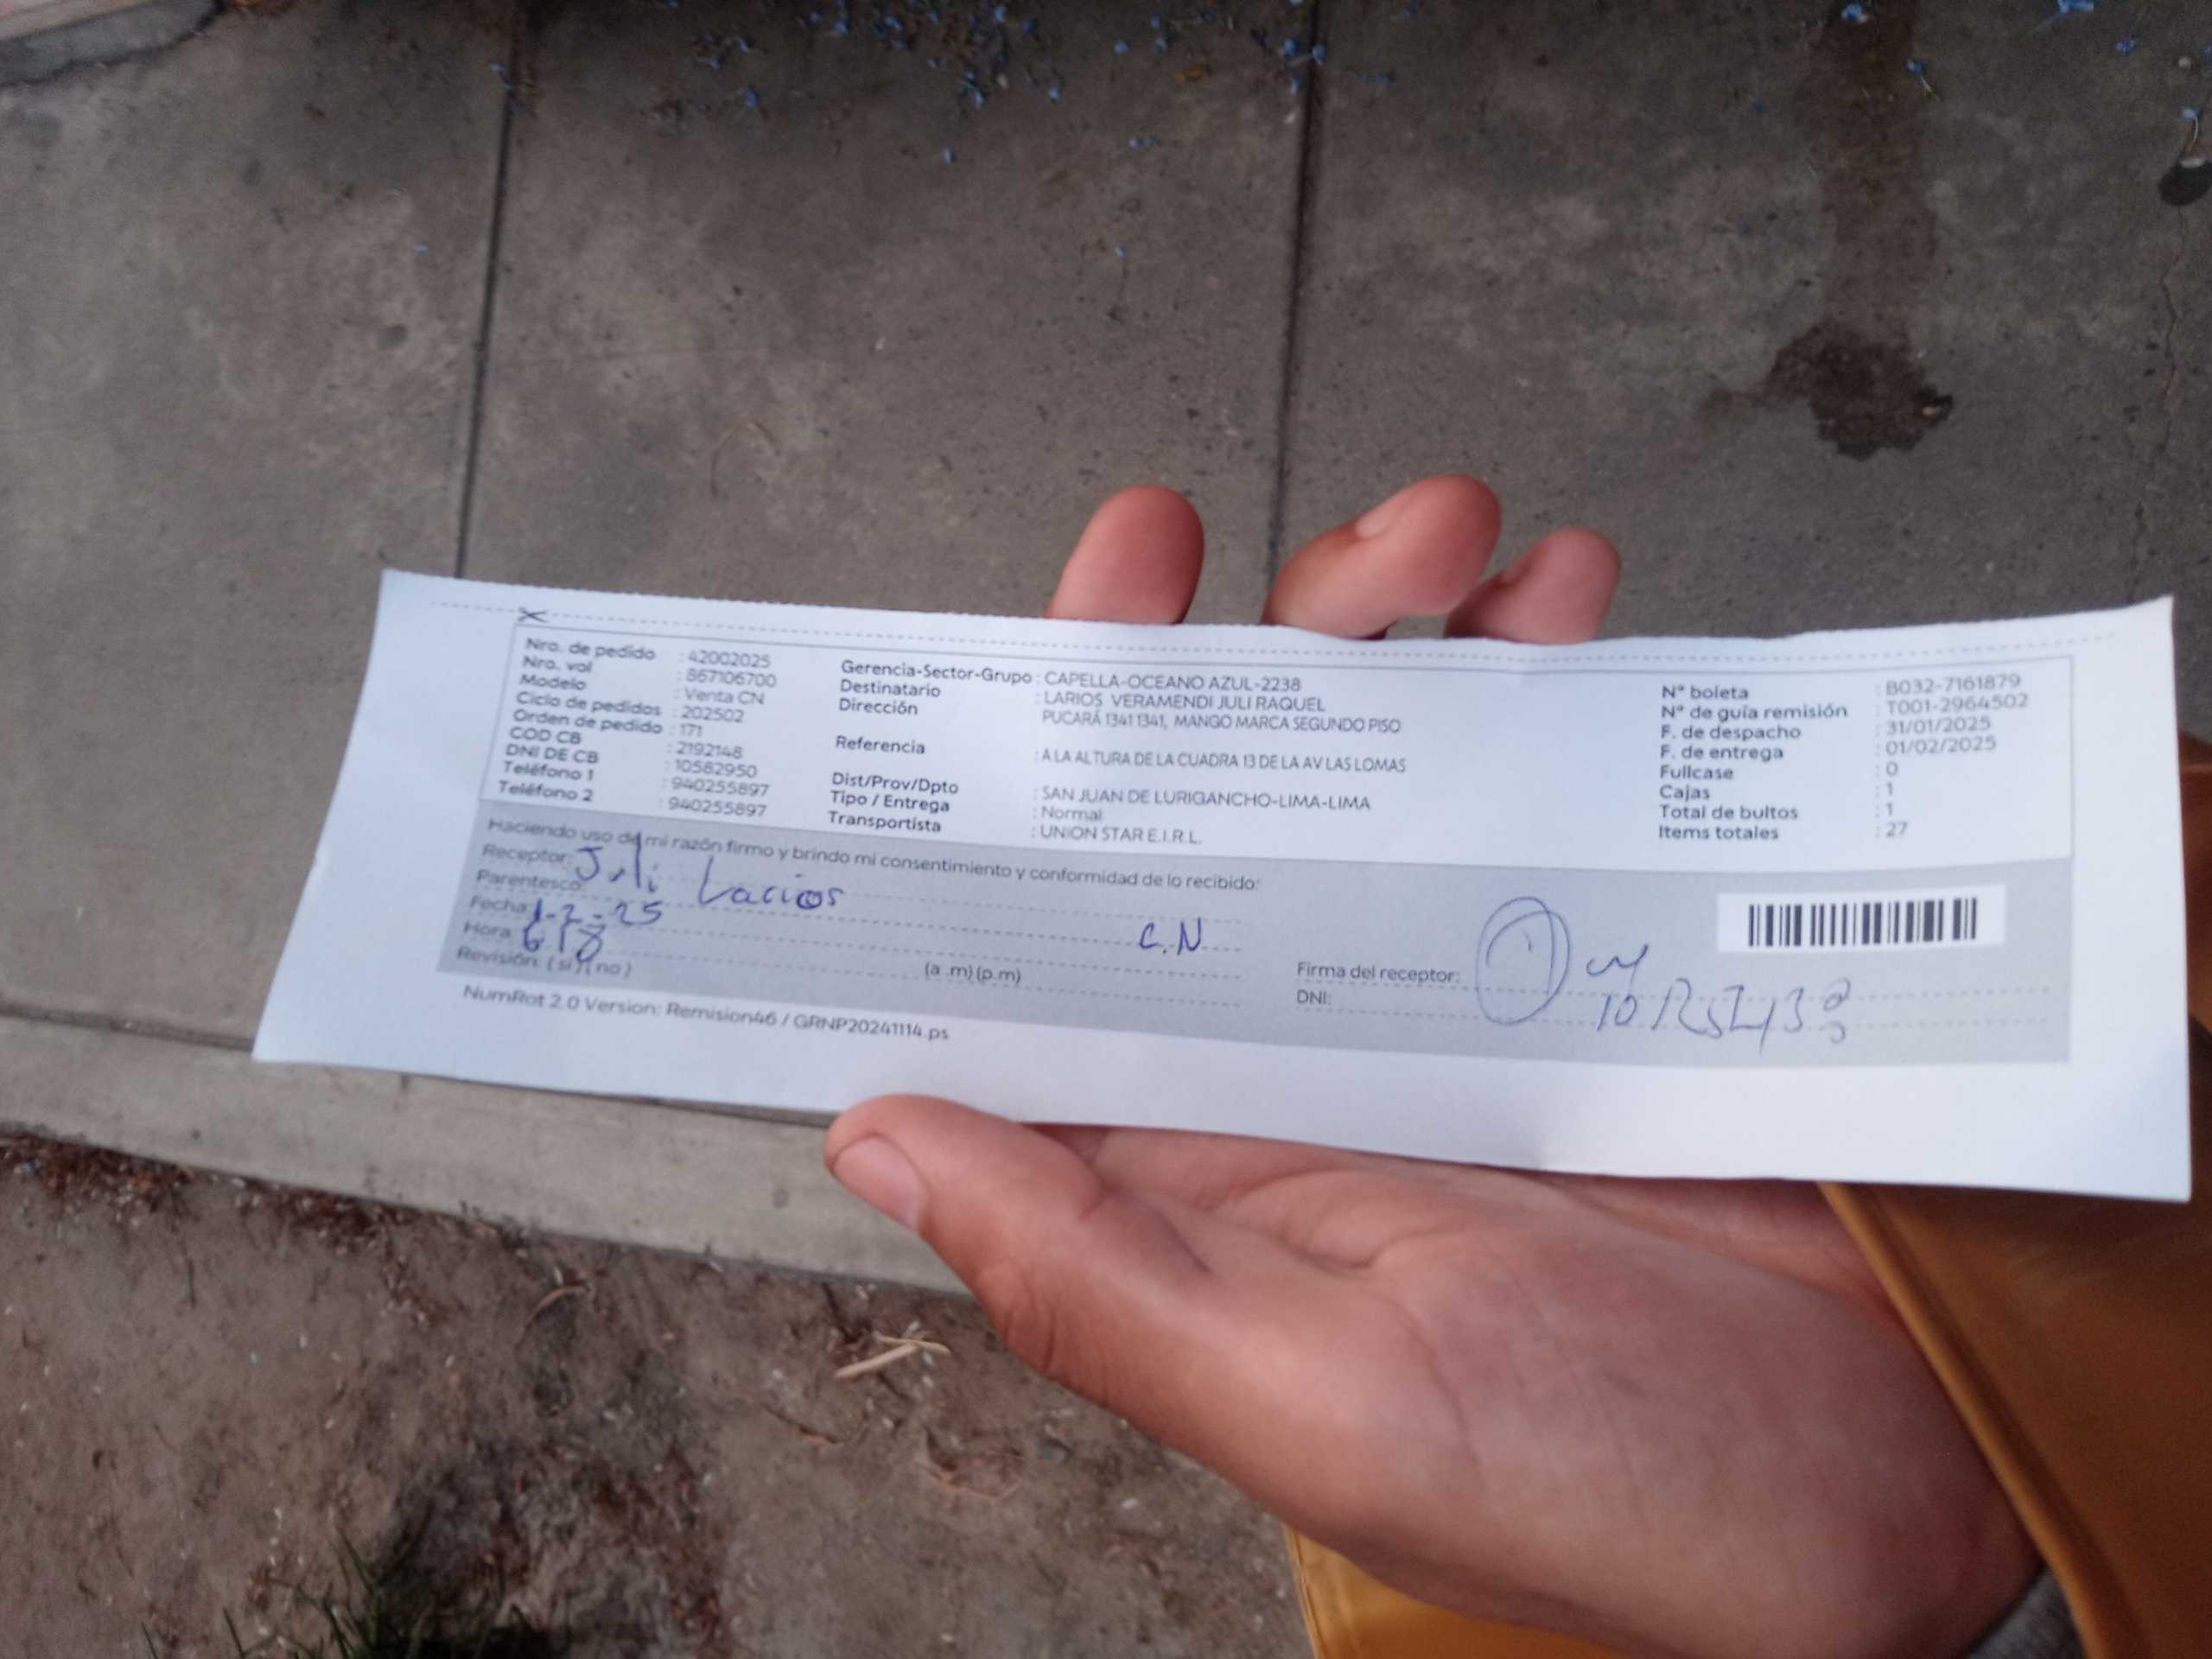 Nro. de pedido : 42002025
Nro. vol : 867106700
Modelo : Venta CN
Ciclo de pedidos : 202502
Orden de pedido : 171
COD CB : 2192148
DNI DE CB : 10582950
Teléfono 1 : 940255897
Teléfono 2 : 940255897
Gerencia-Sector-Grupo : CAPELLA-OCEANO AZUL-2238
Destinatario : LARIOS VERAMENDI JULI RAQUEL
Dirección PUCARÁ 1341 1341, MANGO MARCA SEGUNDO PISO
Referencia : A LA ALTURA DE LA CUADRA 13 DE LA AV LAS LOMAS
Dist/Prov/Dpto : SAN JUAN DE LURIGANCHO-LIMA-LIMA
Tipo / Entrega : Normal
Transportista : UNION STAR E.I.R.L.
N° boleta : B032-7161879
N° de guía remisión : T001-2964502
F. de despacho : 31/01/2025
F. de entrega : 01/02/2025
Fullcase : 0
Cajas : 1
Total de bultos : 1
Items totales : 27
Haciendo uso de mi razón firmo y brindo mi consentimiento y conformidad de lo recibido:
Receptor: Juli Larios
Parentesco: C.N
Fecha: 1-2-25
Hora: (a .m) (p.m)
Revisión: ( si ) ( no )
Firma del receptor:
DNI:
NumRot 2.0 Version: Remision46 / GRNP20241114.ps